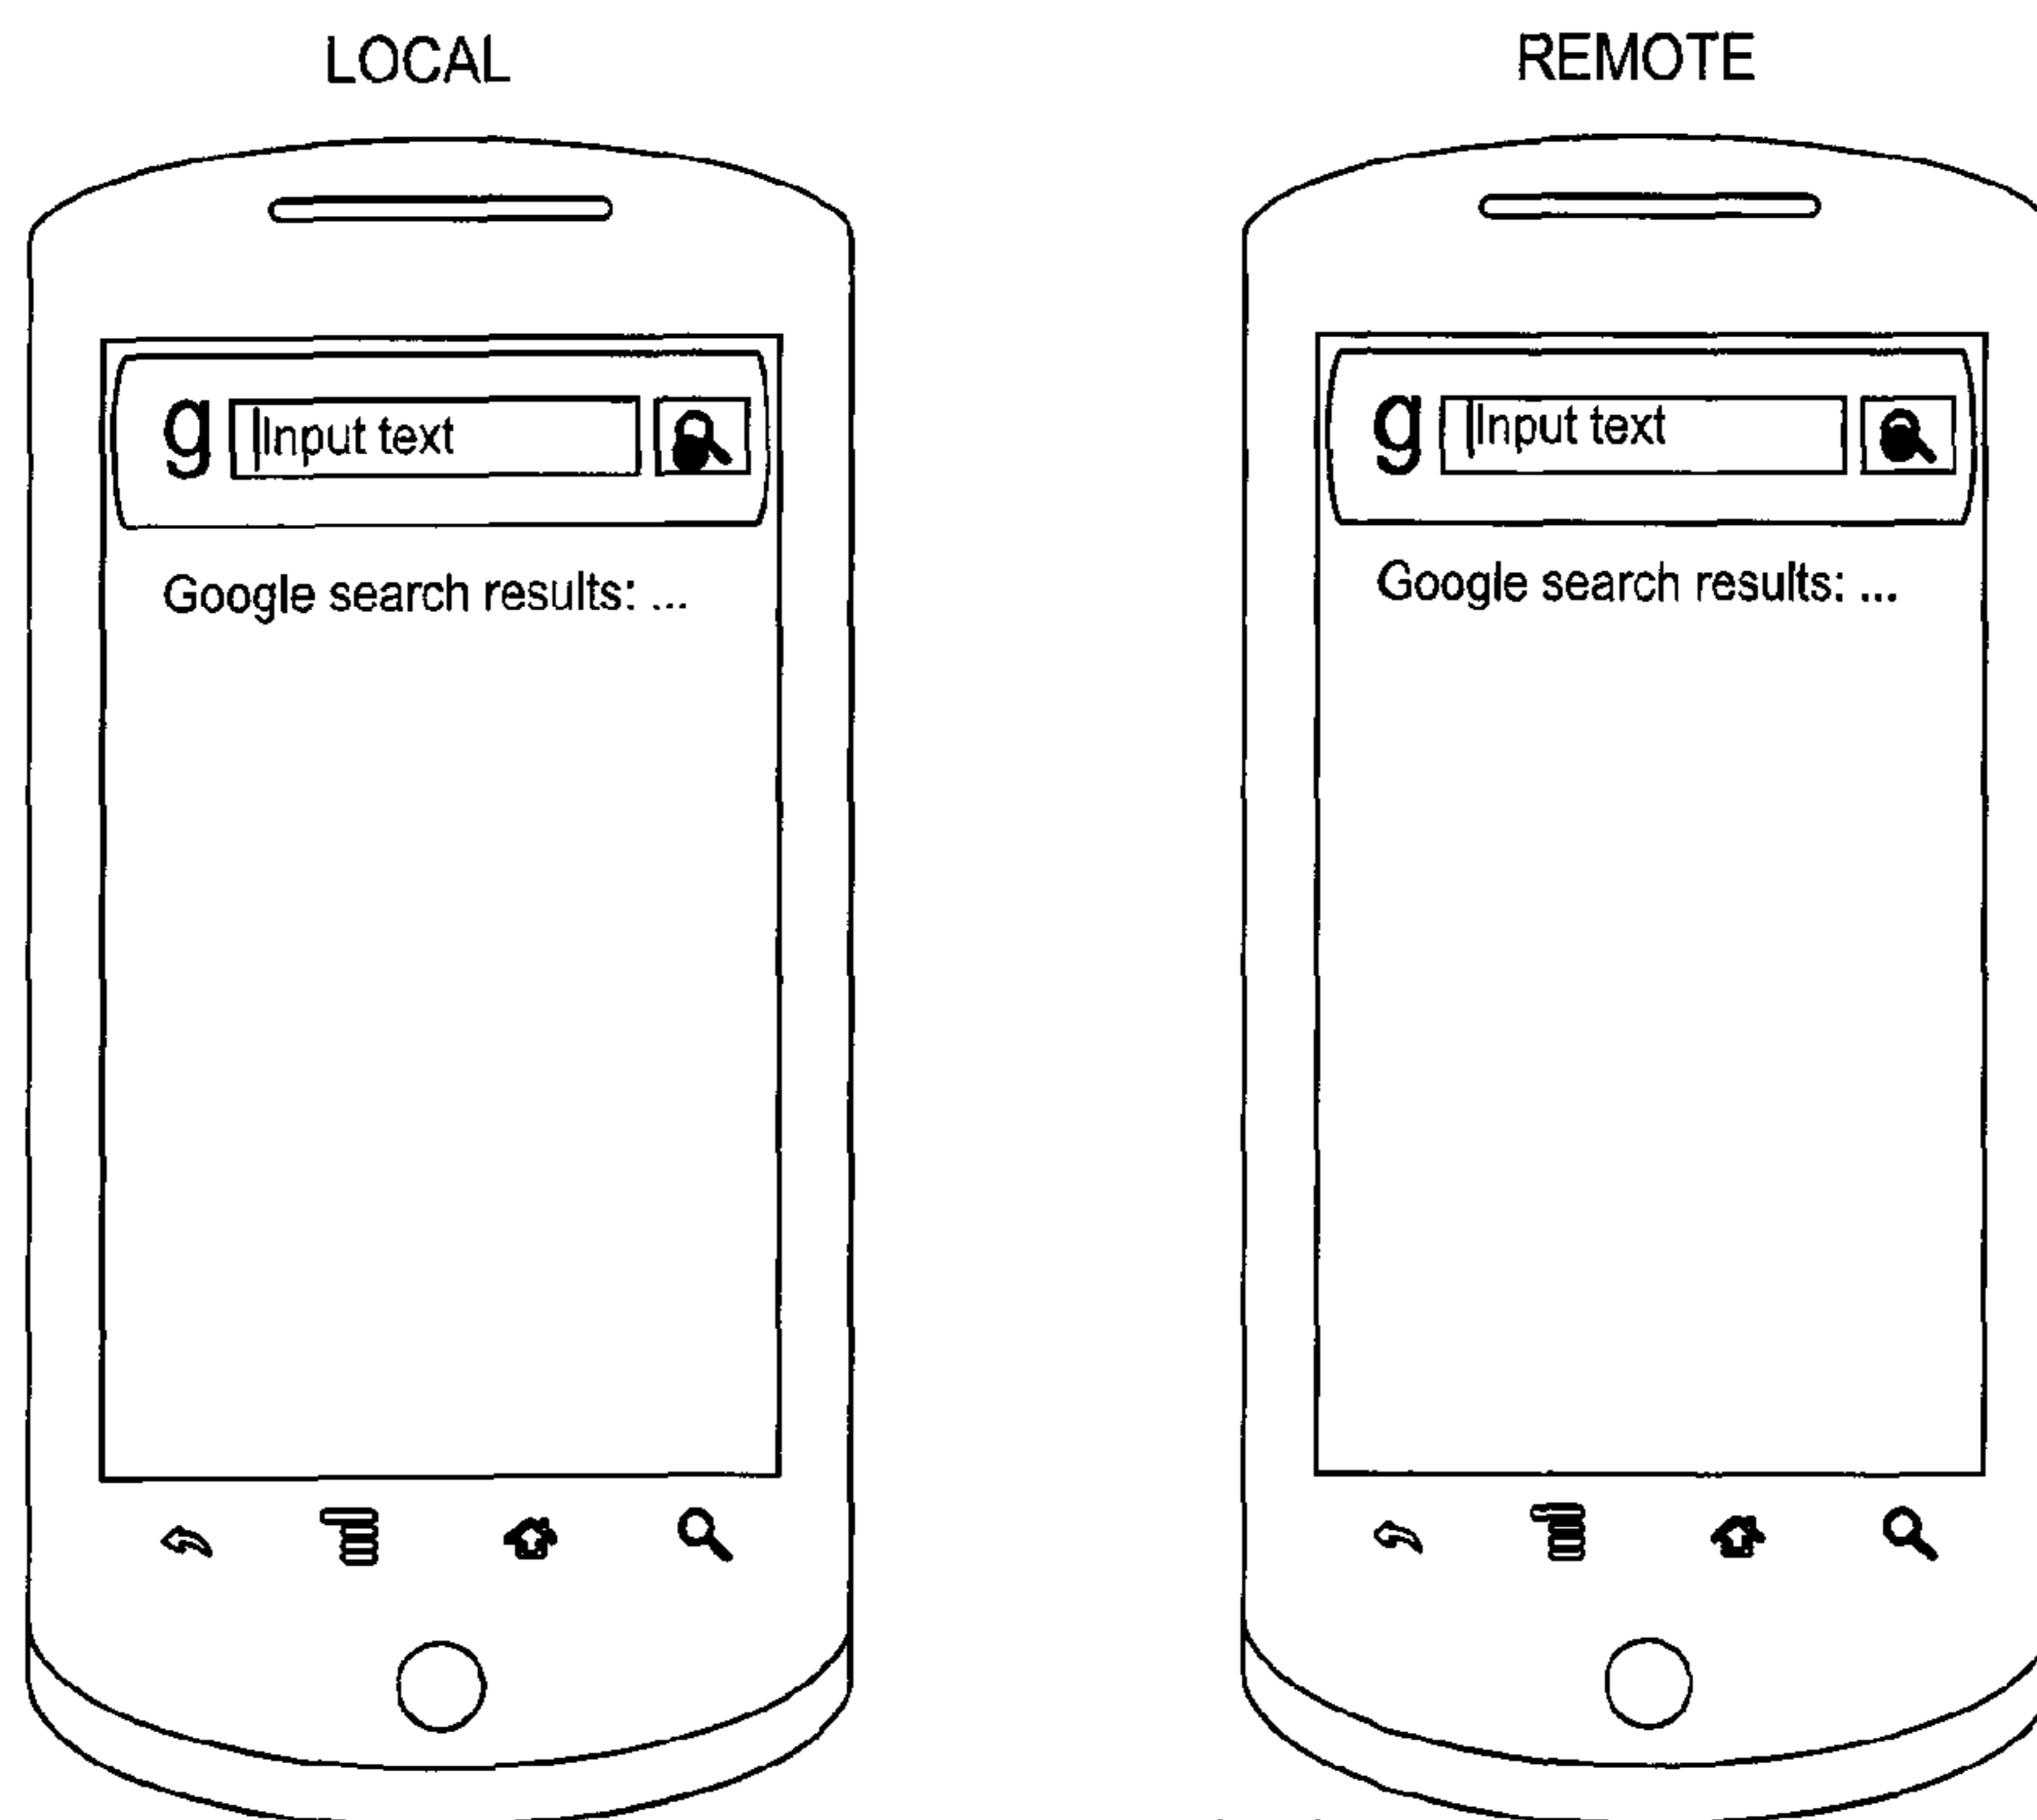 LOCAL
REMOTE
g Input text
Google search results: ...
g Input text
Google search results: ...